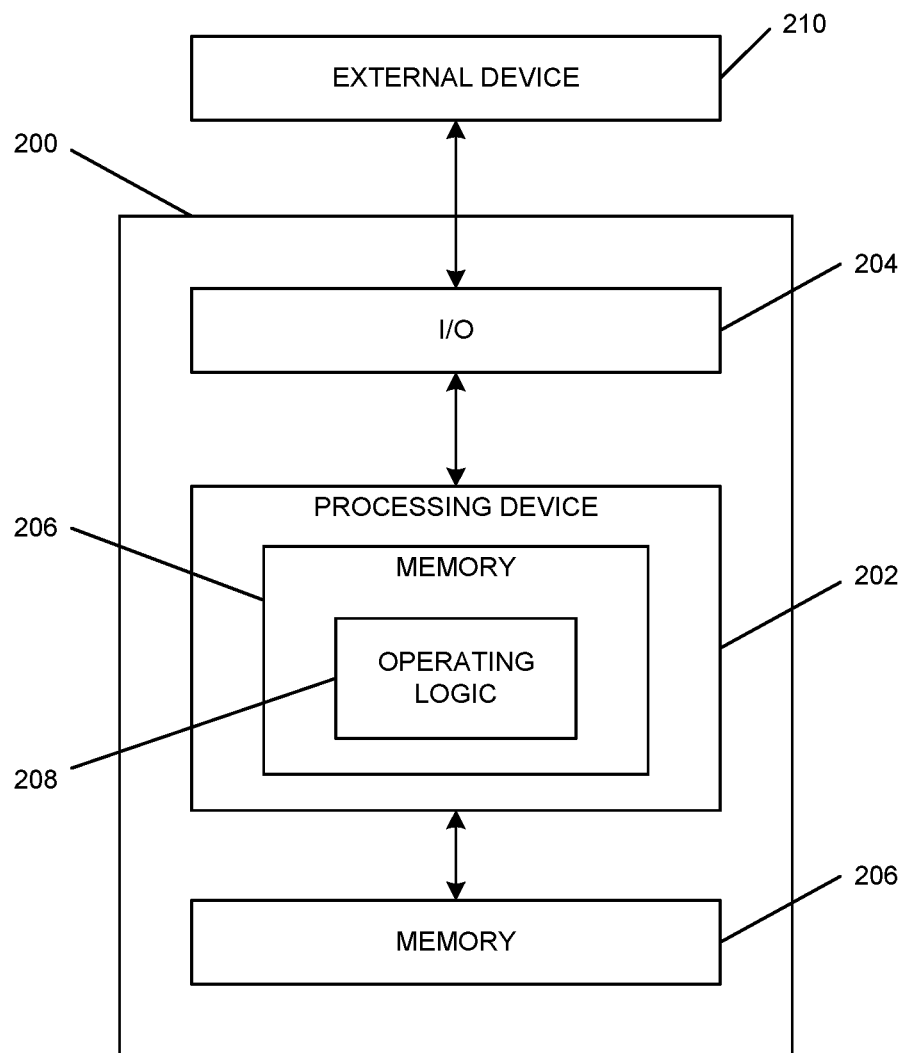 210
EXTERNAL DEVICE
200
204
I/O
PROCESSING DEVICE
206
MEMORY
202
OPERATING
LOGIC
208
206
MEMORY